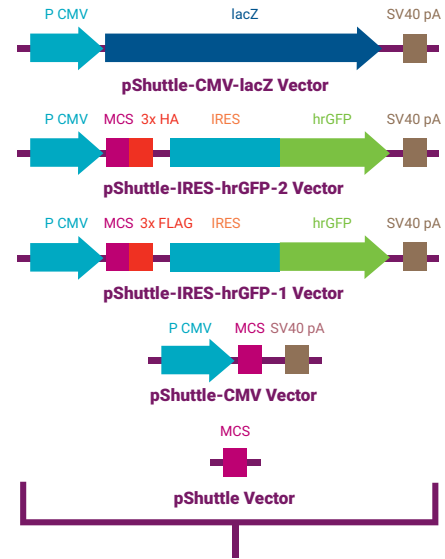 P CMV lacZ SV40 pA
pShuttle-CMV-lacZ Vector
P CMV MCS 3x HA IRES hrGFP SV40 pA
pShuttle-IRES-hrGFP-2 Vector
P CMV MCS 3x FLAG IRES hrGFP SV40 pA
pShuttle-IRES-hrGFP-1 Vector
P CMV MCS SV40 pA
pShuttle-CMV Vector
MCS
pShuttle Vector